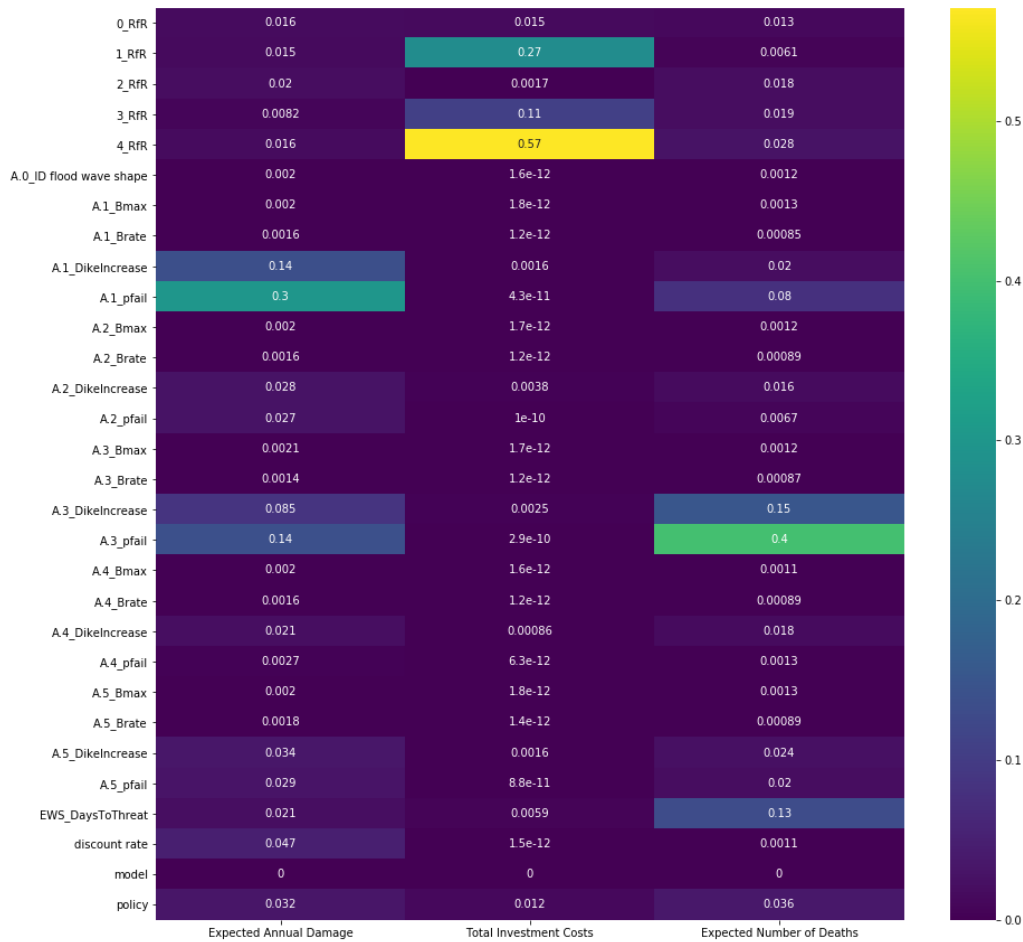 0_RfR 0.016 0.015 0.013
1_RfR 0.015 0.27 0.0061
2_RfR 0.02 0.0017 0.018
3_RfR 0.0082 0.11 0.019
4_RfR 0.016 0.57 0.028
A.0_ID flood wave shape 0.002 1.6e-12 0.0012
A.1_Bmax 0.002 1.8e-12 0.0013
A.1_Brate 0.0016 1.2e-12 0.00085
A.1_DikeIncrease 0.14 0.0016 0.02
A.1_pfail 0.3 4.3e-11 0.08
A.2_Bmax 0.002 1.7e-12 0.0012
A.2_Brate 0.0016 1.2e-12 0.00089
A.2_DikeIncrease 0.028 0.0038 0.016
A.2_pfail 0.027 1e-10 0.0067
A.3_Bmax 0.0021 1.7e-12 0.0012
A.3_Brate 0.0014 1.2e-12 0.00087
A.3_DikeIncrease 0.085 0.0025 0.15
A.3_pfail 0.14 2.9e-10 0.4
A.4_Bmax 0.002 1.6e-12 0.0011
A.4_Brate 0.0016 1.2e-12 0.00089
A.4_DikeIncrease 0.021 0.00086 0.018
A.4_pfail 0.0027 6.3e-12 0.0013
A.5_Bmax 0.002 1.8e-12 0.0013
A.5_Brate 0.0018 1.4e-12 0.00089
A.5_DikeIncrease 0.034 0.0016 0.024
A.5_pfail 0.029 8.8e-11 0.02
EWS_DaysToThreat 0.021 0.0059 0.13
discount rate 0.047 1.5e-12 0.0011
model 0 0 0
policy 0.032 0.012 0.036
Expected Annual Damage Total Investment Costs Expected Number of Deaths
0.5
0.4
0.3
0.2
0.1
0.0